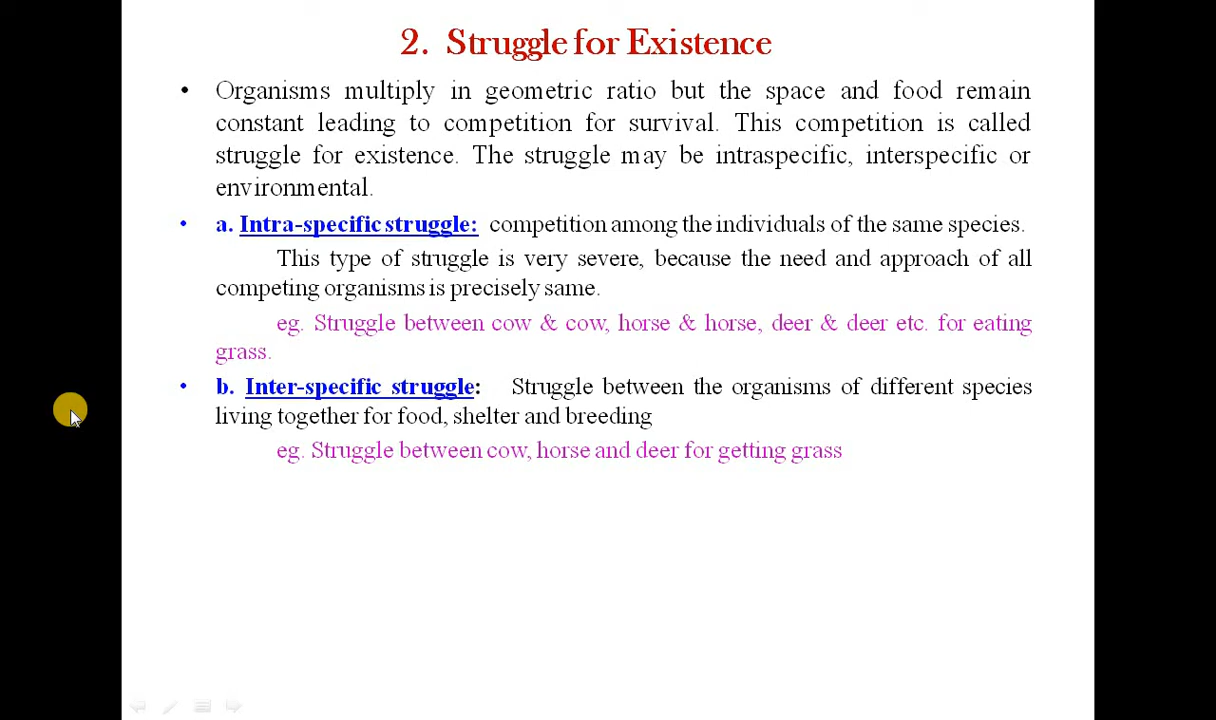 2. Struggle for Existence
• Organisms multiply in geometric ratio but the space and food remain
constant leading to competition for survival. This competition is called
struggle for existence. The struggle may be intraspecific, interspecific or
environmental.
• a. Intra-specific struggle: competition among the individuals of the same species.
This type of struggle is very severe, because the need and approach of all
competing organisms is precisely same.
eg. Struggle between cow & cow, horse & horse, deer & deer etc. for eating
grass.
• b. Inter-specific struggle: Struggle between the organisms of different species
living together for food, shelter and breeding
eg. Struggle between cow, horse and deer for getting grass